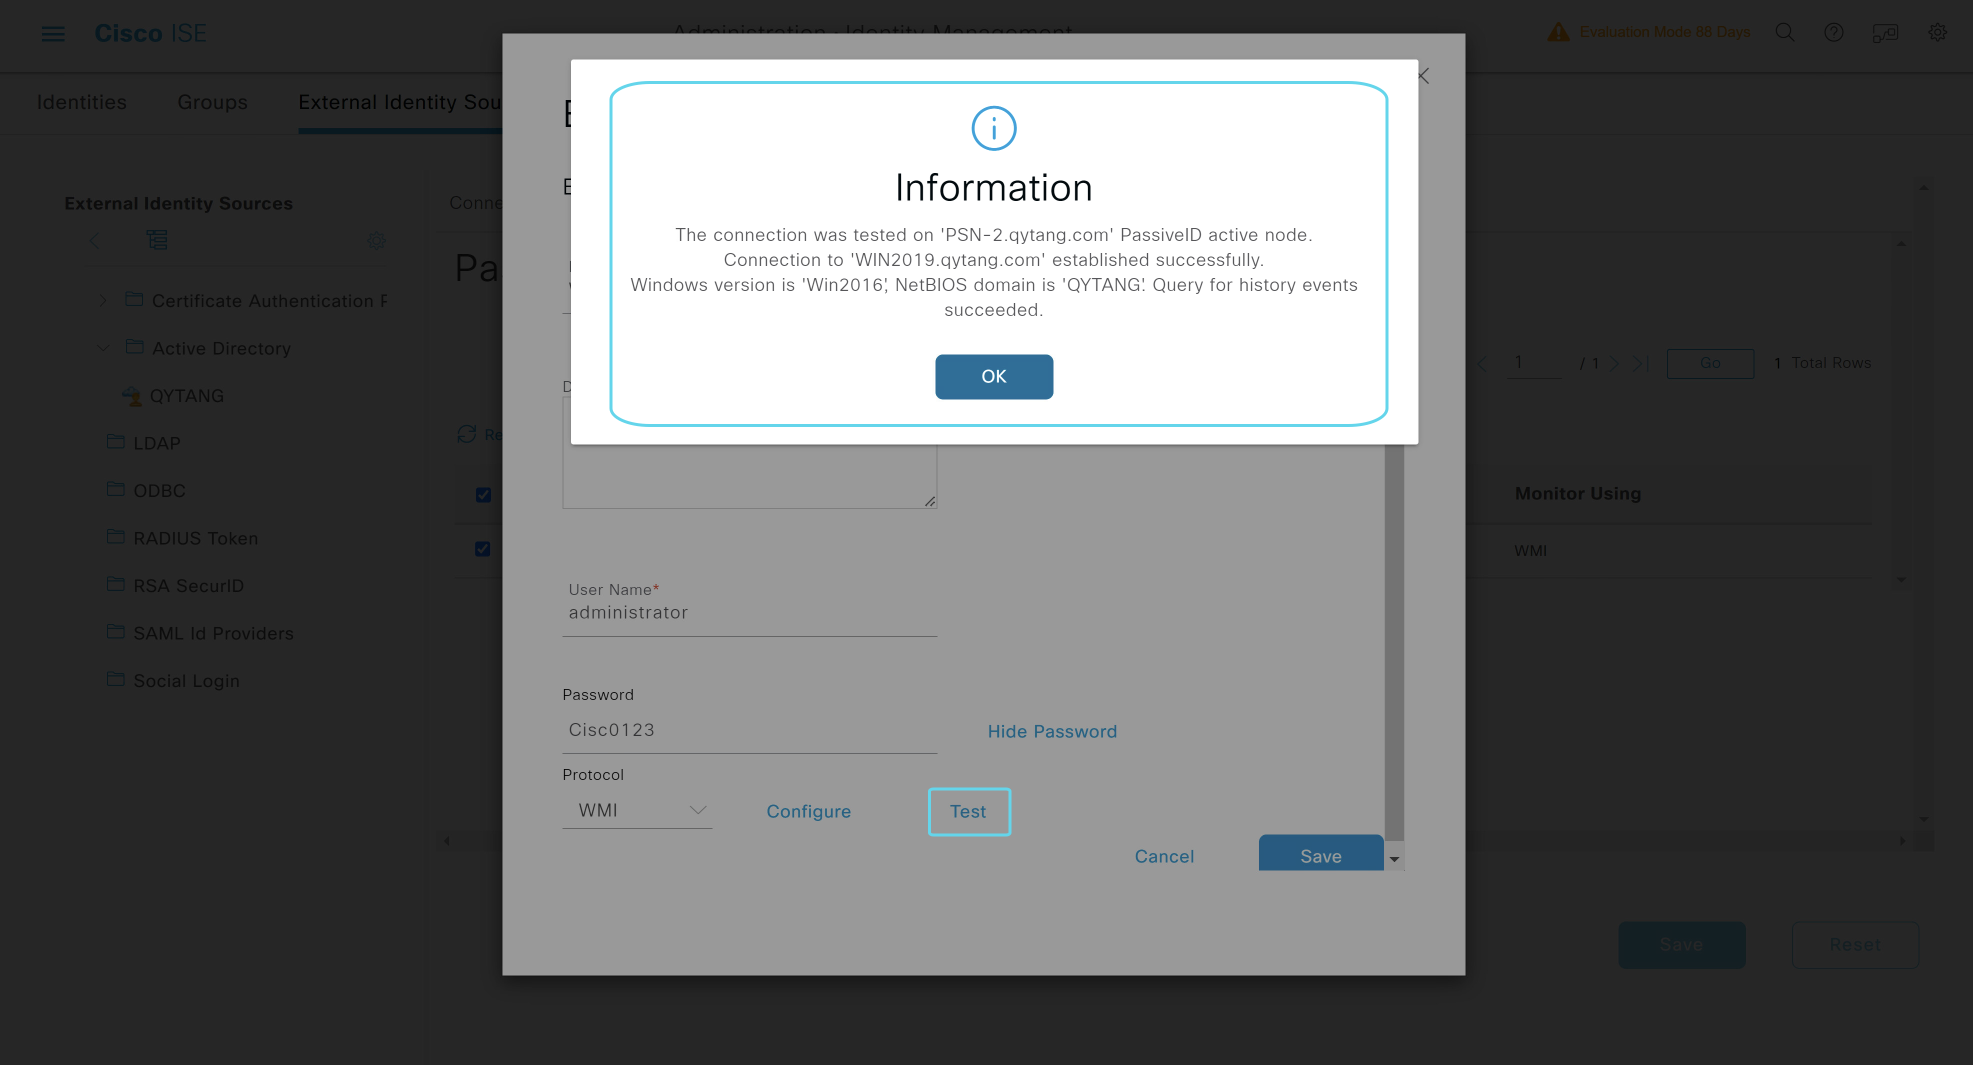 Cisco ISE
Administration · Identity Management
Evaluation Mode 88 Days
Identities
Groups
External Identity Sou
External Identity Sources
Certificate Authentication
Active Directory
QYTANG
LDAP
ODBC
RADIUS Token
RSA SecurID
SAML Id Providers
Social Login
Conne
Pa
Re
Information
The connection was tested on 'PSN-2.qytang.com' PassiveID active node.
Connection to 'WIN2019.qytang.com' established successfully.
Windows version is 'Win2016', NetBIOS domain is 'QYTANG'. Query for history events
succeeded.
OK
User Name*
administrator
Password
Cisc0123
Hide Password
Protocol
WMI
Configure
Test
Cancel
Save
1
/ 1
Go
1 Total Rows
Monitor Using
WMI
Save
Reset